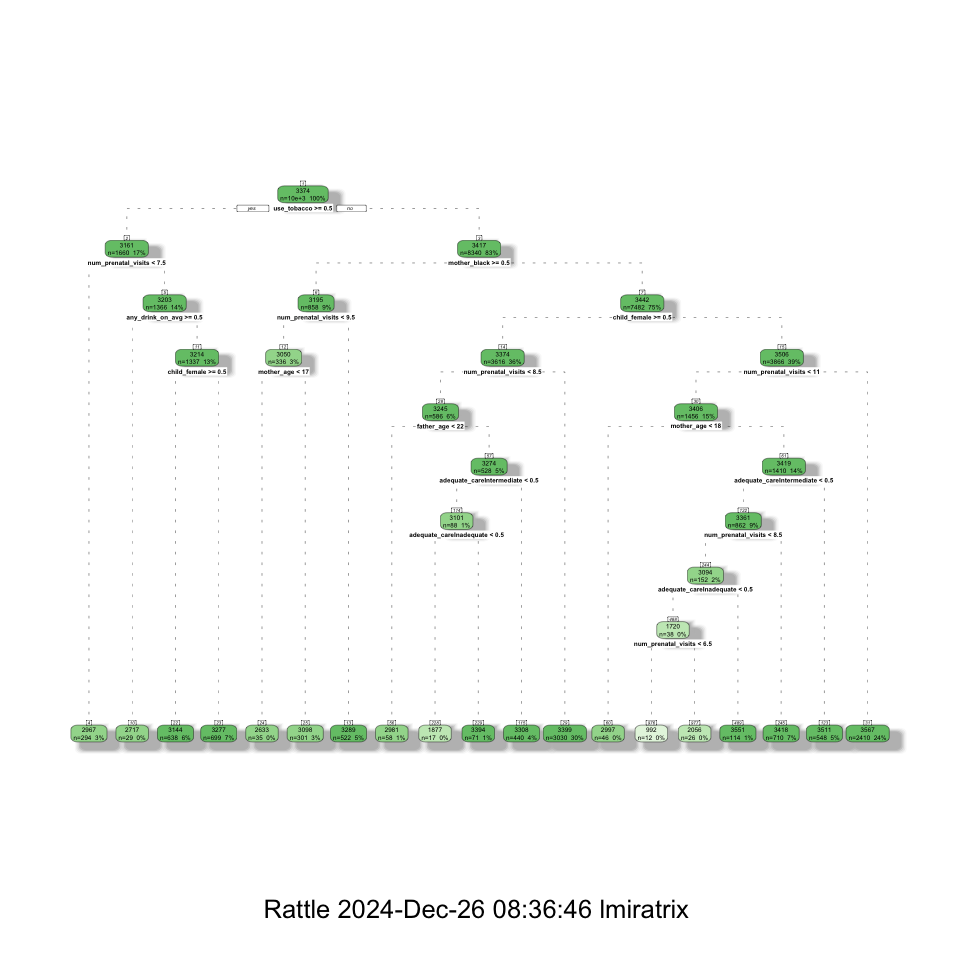 1
3374
n=10e+3 100%
yes use_tobacco >= 0.5 no
2
3161
n=1660 17%
num_prenatal_visits < 7.5
3
3417
n=8340 83%
mother_black >= 0.5
5
3203
n=1366 14%
any_drink_on_avg >= 0.5
6
3195
n=858 9%
num_prenatal_visits < 9.5
7
3442
n=7482 75%
child_female >= 0.5
11
3214
n=1337 13%
child_female >= 0.5
12
3050
n=336 3%
mother_age < 17
14
3374
n=3616 36%
num_prenatal_visits < 8.5
15
3506
n=3866 39%
num_prenatal_visits < 11
28
3245
n=586 6%
father_age < 22
30
3406
n=1456 15%
mother_age < 18
57
3274
n=528 5%
adequate_careIntermediate < 0.5
61
3419
n=1410 14%
adequate_careIntermediate < 0.5
114
3101
n=88 1%
adequate_careInadequate < 0.5
122
3361
n=862 9%
num_prenatal_visits < 8.5
244
3094
n=152 2%
adequate_careInadequate < 0.5
488
1720
n=38 0%
num_prenatal_visits < 6.5
4
2967
n=294 3%
10
2717
n=29 0%
22
3144
n=638 6%
23
3277
n=699 7%
24
2633
n=35 0%
25
3098
n=301 3%
13
3289
n=522 5%
56
2981
n=58 1%
228
1877
n=17 0%
229
3394
n=71 1%
115
3308
n=440 4%
29
3399
n=3030 30%
60
2997
n=46 0%
976
992
n=12 0%
977
2056
n=26 0%
489
3551
n=114 1%
245
3418
n=710 7%
123
3511
n=548 5%
31
3567
n=2410 24%
Rattle 2024-Dec-26 08:36:46 lmiratrix